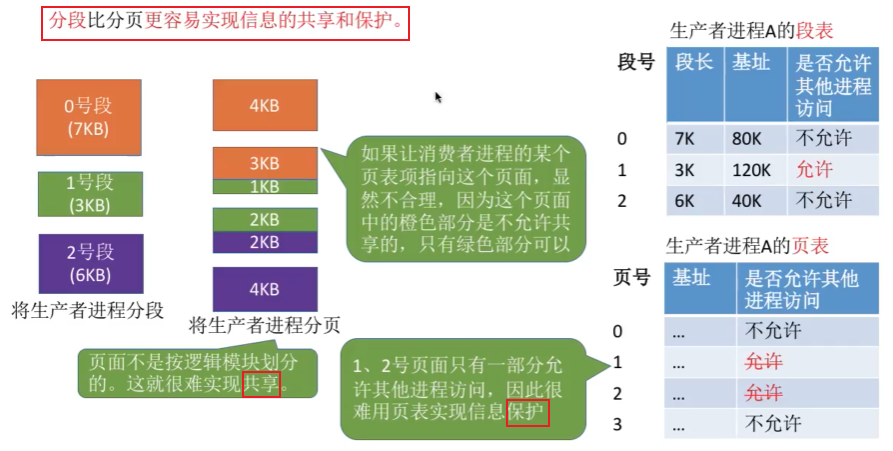 分段比分页更容易实现信息的共享和保护。
0号段
(7KB)
1号段
(3KB)
2号段
(6KB)
将生产者进程分段
4KB
3KB
1KB
2KB
2KB
4KB
将生产者进程分页
如果让消费者进程的某个
页表项指向这个页面，显
然不合理，因为这个页面
中的橙色部分是不允许共
享的，只有绿色部分可以
页面不是按逻辑模块划分
的。这就很难实现共享。
1、2号页面只有一部分允
许其他进程访问，因此很
难用页表实现信息保护
生产者进程A的段表
段号 段长 基址 是否允许
其他进程
访问
0 7K 80K 不允许
1 3K 120K 允许
2 6K 40K 不允许
生产者进程A的页表
页号 基址 是否允许其他
进程访问
0 ... 不允许
1 ... 允许
2 ... 允许
3 ... 不允许